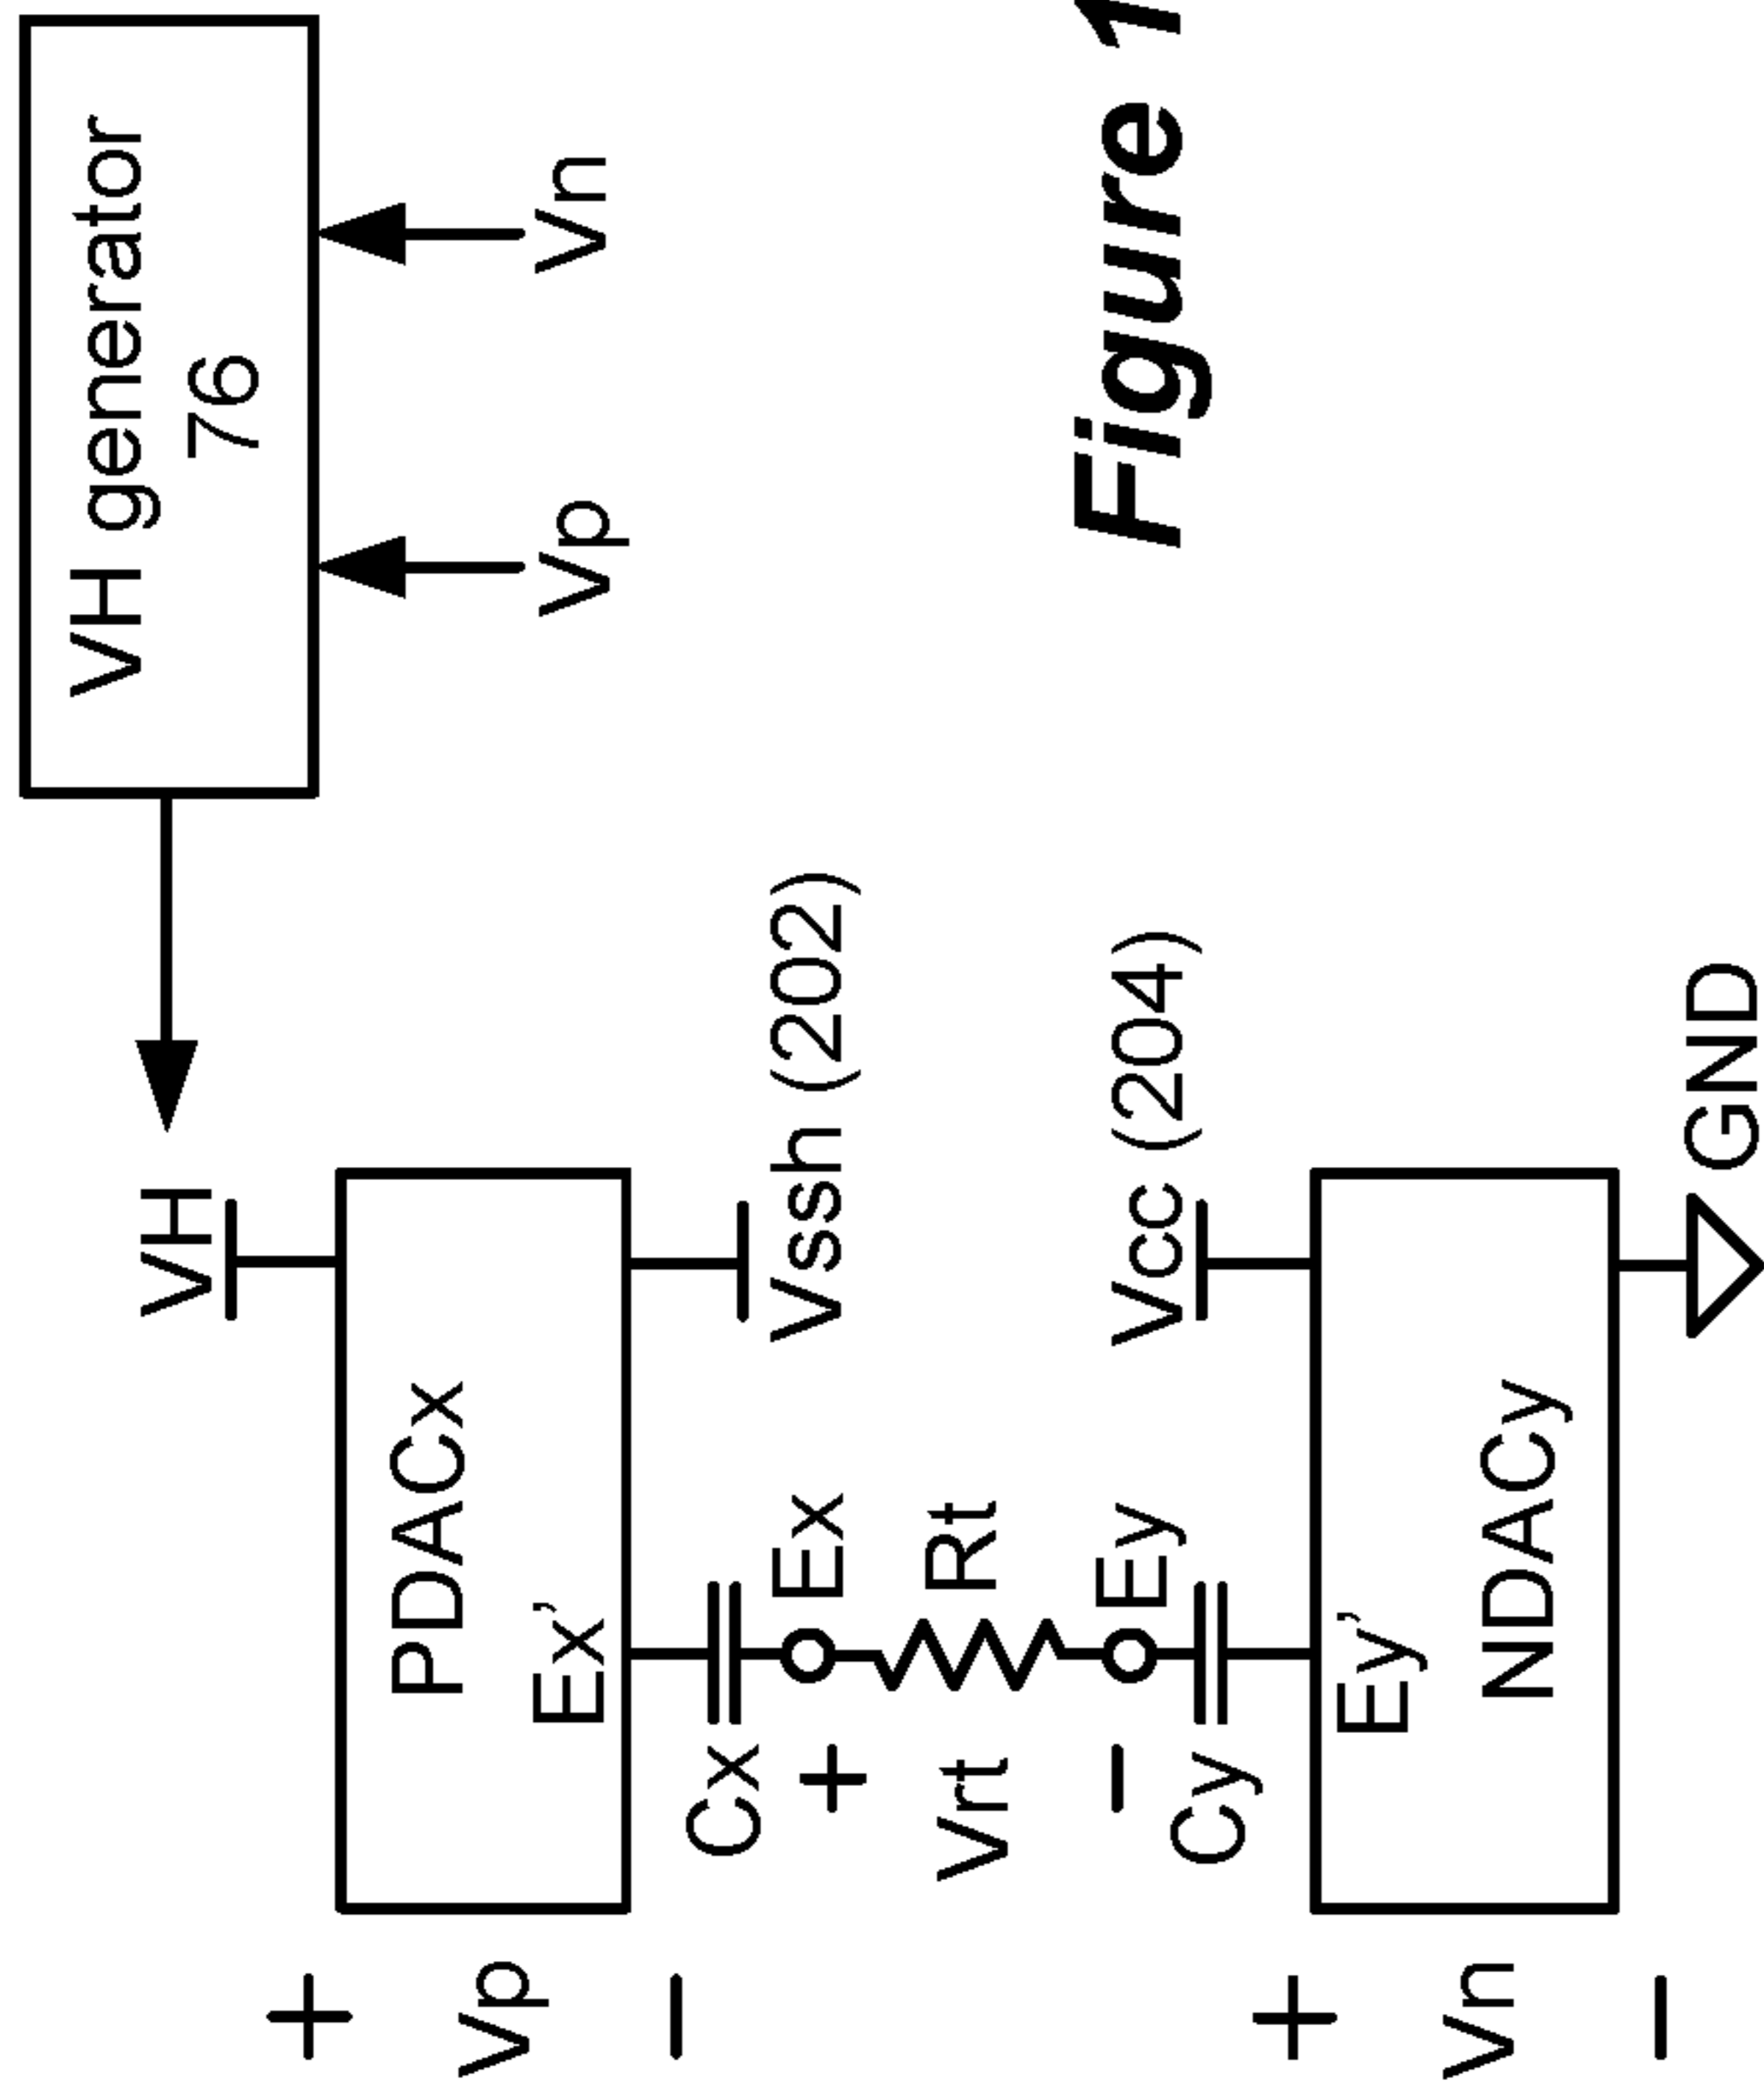 VH generator
76
Vp
Vn
VH
PDACx
Ex'
+
Vp
−
Vssh (202)
Cx
Ex
+
Vrt
−
Rt
Ey
Cy
Vcc (204)
Ey'
NDACy
+
Vn
−
GND
Figure 1